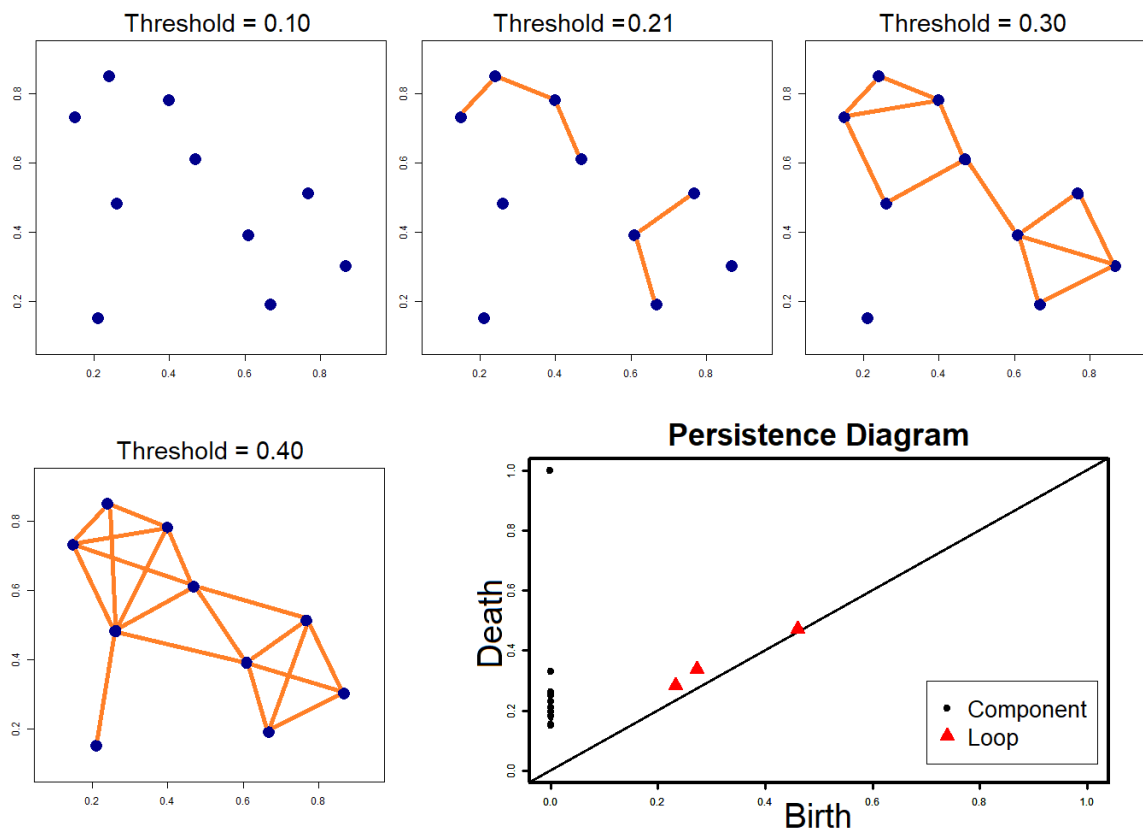 Threshold = 0.10
0.8
0.6
0.4
0.2
0.2 0.4 0.6 0.8
Threshold =0.21
0.8
0.6
0.4
0.2
0.2 0.4 0.6 0.8
Threshold = 0.30
0.8
0.6
0.4
0.2
0.2 0.4 0.6 0.8
Threshold = 0.40
0.8
0.6
0.4
0.2
0.2 0.4 0.6 0.8
Persistence Diagram
Death
1.0
0.8
0.6
0.4
0.2
0.0
Component
Loop
0.0 0.2 0.4 0.6 0.8 1.0
Birth